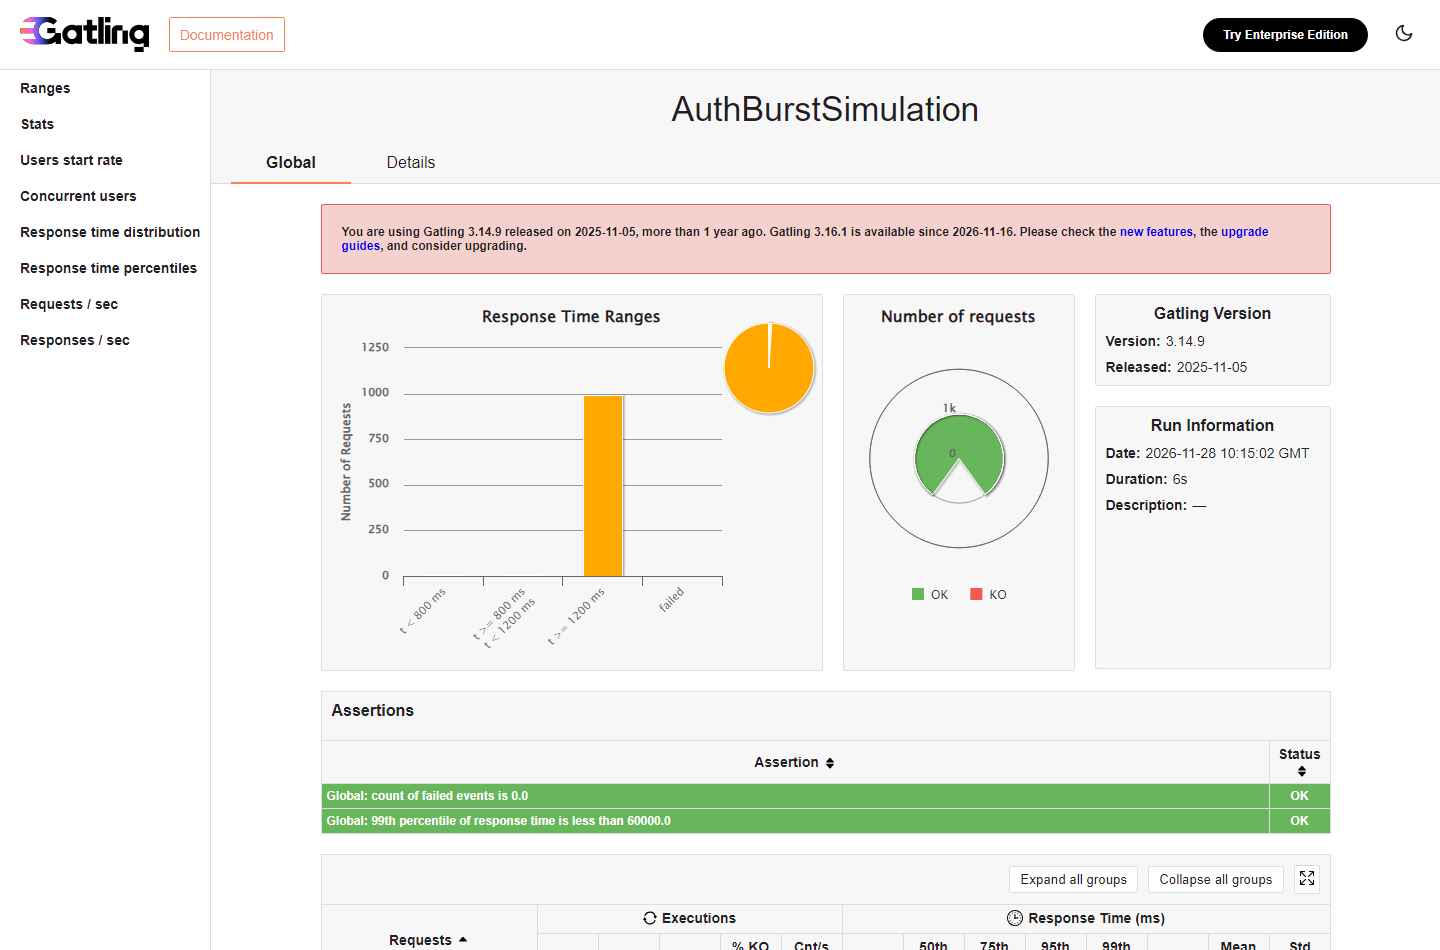 Gatling
Documentation
Try Enterprise Edition
Ranges
Stats
Users start rate
Concurrent users
Response time distribution
Response time percentiles
Requests / sec
Responses / sec
AuthBurstSimulation
Global
Details
You are using Gatling 3.14.9 released on 2025-11-05, more than 1 year ago. Gatling 3.16.1 is available since 2026-11-16. Please check the new features, the upgrade
guides, and consider upgrading.
Response Time Ranges
Number of Requests
1250
1000
750
500
250
0
t < 800 ms
t >= 800 ms
t < 1200 ms
t >= 1200 ms
failed
Number of requests
1k
0
OK
KO
Gatling Version
Version: 3.14.9
Released: 2025-11-05
Run Information
Date: 2026-11-28 10:15:02 GMT
Duration: 6s
Description: —
Assertions
Assertion
Status
Global: count of failed events is 0.0
OK
Global: 99th percentile of response time is less than 60000.0
OK
Expand all groups
Collapse all groups
Executions
Response Time (ms)
Requests
% KO
Cnt/s
50th
75th
95th
99th
Mean
Std